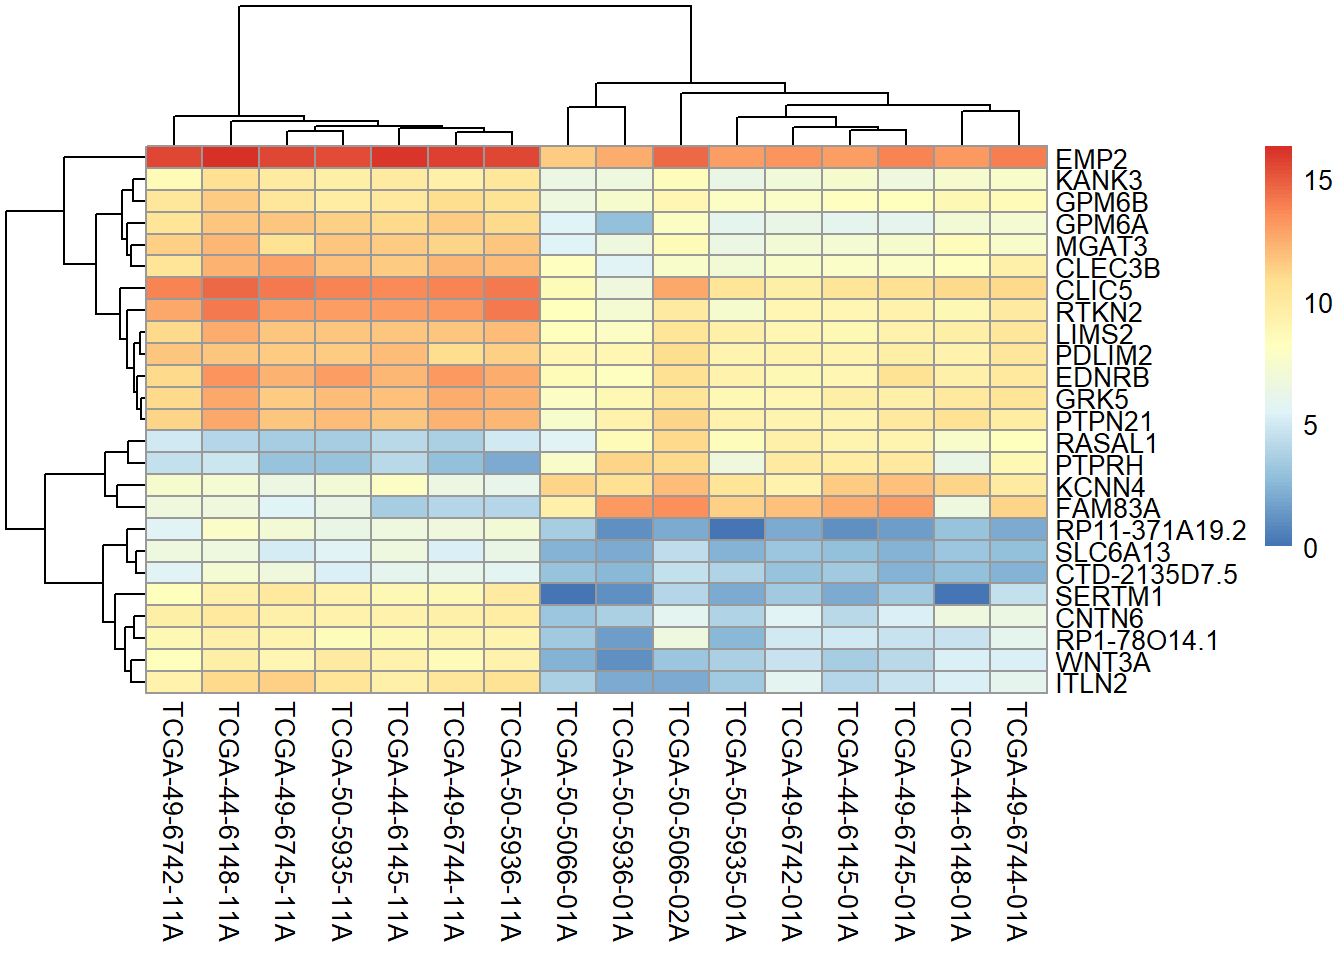 EMP2
KANK3
GPM6B
GPM6A
MGAT3
CLEC3B
CLIC5
RTKN2
LIMS2
PDLIM2
EDNRB
GRK5
PTPN21
RASAL1
PTPRH
KCNN4
FAM83A
RP11-371A19.2
SLC6A13
CTD-2135D7.5
SERTM1
CNTN6
RP1-78O14.1
WNT3A
ITLN2
15
10
5
0
TCGA-49-6742-11A
TCGA-44-6148-11A
TCGA-49-6745-11A
TCGA-50-5935-11A
TCGA-44-6145-11A
TCGA-49-6744-11A
TCGA-50-5936-11A
TCGA-50-5066-01A
TCGA-50-5936-01A
TCGA-50-5066-02A
TCGA-50-5935-01A
TCGA-49-6742-01A
TCGA-44-6145-01A
TCGA-49-6745-01A
TCGA-44-6148-01A
TCGA-49-6744-01A